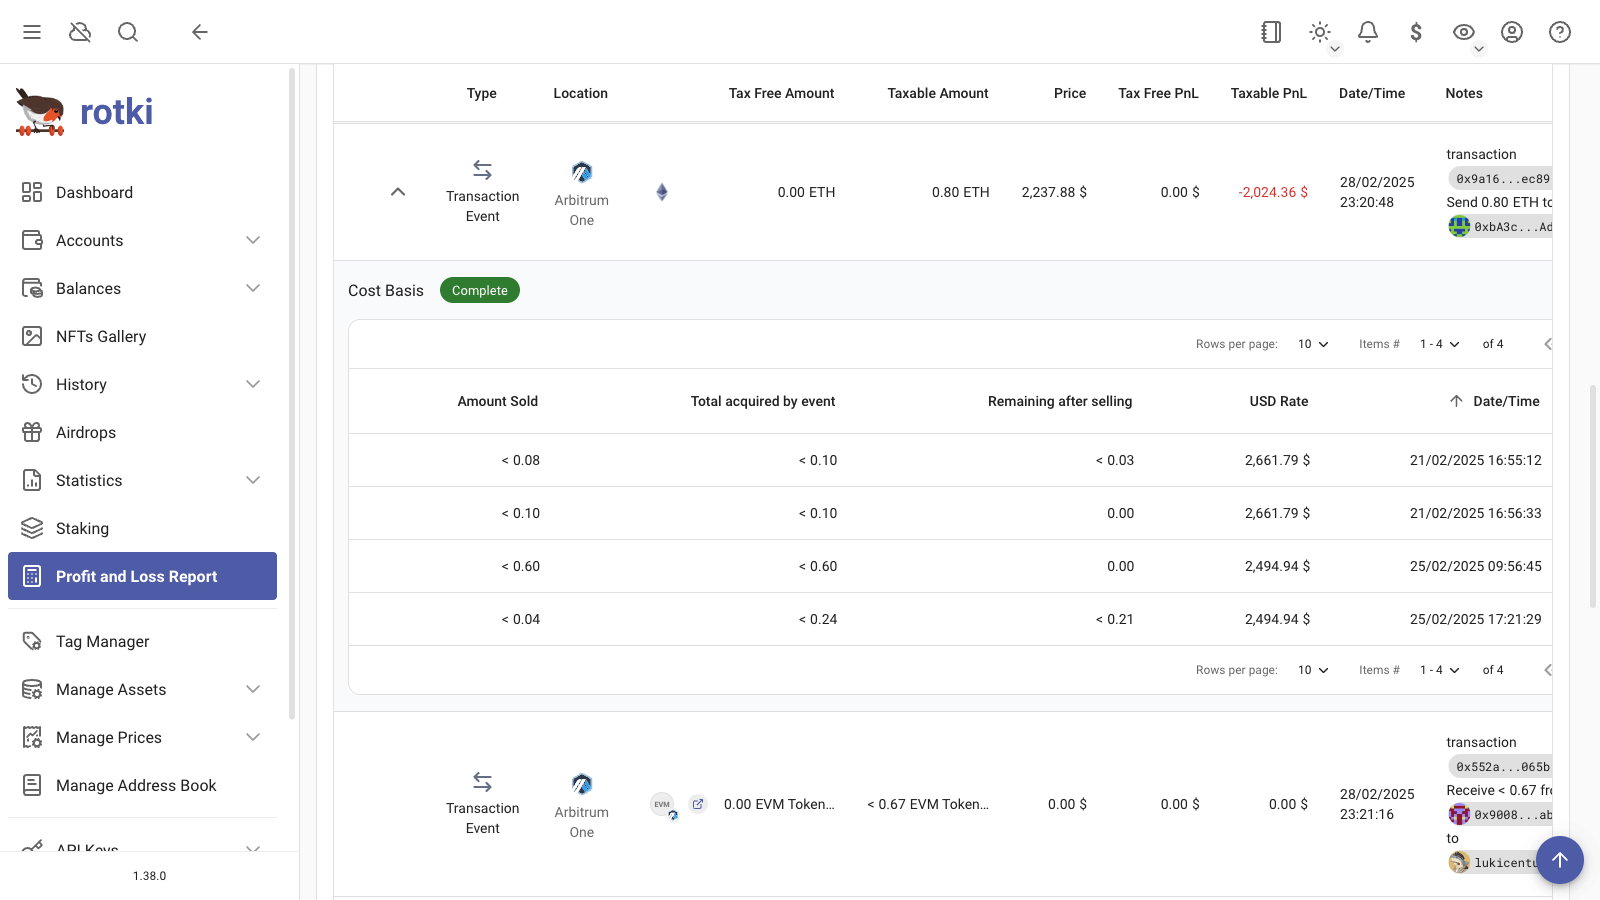 rotki
Dashboard
Accounts
Balances
NFTs Gallery
History
Airdrops
Statistics
Staking
Profit and Loss Report
Tag Manager
Manage Assets
Manage Prices
Manage Address Book
API Keys
1.38.0
Type Location Tax Free Amount Taxable Amount Price Tax Free PnL Taxable PnL Date/Time Notes
Transaction
Event
Arbitrum
One
0.00 ETH
0.80 ETH
2,237.88 $
0.00 $
-2,024.36 $
28/02/2025
23:20:48
transaction
0x9a16...ec89
Send 0.80 ETH to
0xbA3c...Ad
Cost Basis Complete
Rows per page: 10 Items # 1 - 4 of 4
Amount Sold Total acquired by event Remaining after selling USD Rate Date/Time
< 0.08 < 0.10 < 0.03 2,661.79 $ 21/02/2025 16:55:12
< 0.10 < 0.10 0.00 2,661.79 $ 21/02/2025 16:56:33
< 0.60 < 0.60 0.00 2,494.94 $ 25/02/2025 09:56:45
< 0.04 < 0.24 < 0.21 2,494.94 $ 25/02/2025 17:21:29
Rows per page: 10 Items # 1 - 4 of 4
Transaction
Event
Arbitrum
One
EVM
0.00 EVM Token...
< 0.67 EVM Token...
0.00 $
0.00 $
0.00 $
28/02/2025
23:21:16
transaction
0x552a...065b
Receive < 0.67 fro
0x9008...ab
to
lukicentu